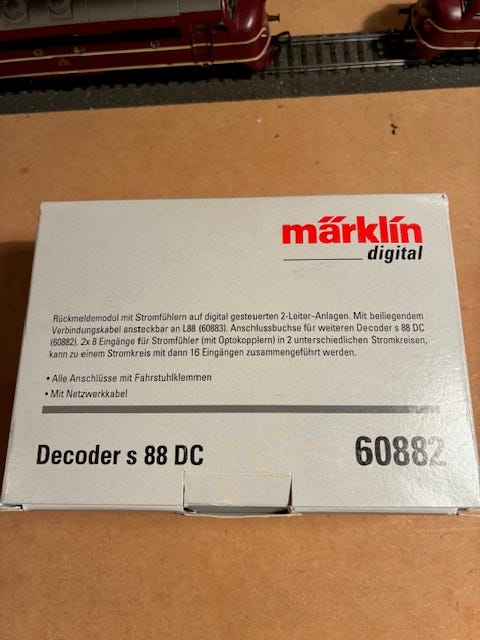 märklin
digital
Rückmeldemodul mit Stromfühlern auf digital gesteuerten 2-Leiter-Anlagen. Mit beiliegendem
Verbindungskabel ansteckbar an L88 (60883). Anschlussbuchse für weiteren Decoder s 88 DC
(60882). 2x 8 Eingänge für Stromfühler (mit Optokopplern) in 2 unterschiedlichen Stromkreisen,
kann zu einem Stromkreis mit dann 16 Eingängen zusammengeführt werden.
• Alle Anschlüsse mit Fahrstuhlklemmen
• Mit Netzwerkkabel
Decoder s 88 DC 60882